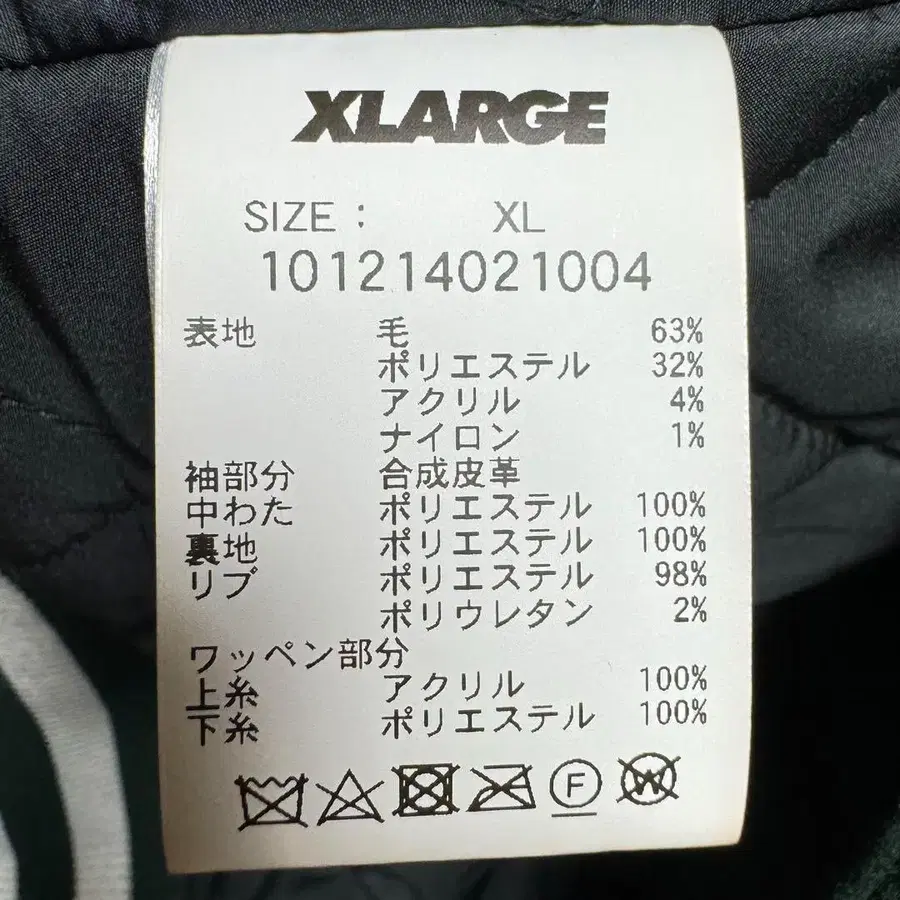 XLARGE
SIZE : XL
101214021004
表地 毛 63%
ポリエステル 32%
アクリル 4%
ナイロン 1%
袖部分 合成皮革
中わた ポリエステル 100%
裏地 ポリエステル 100%
リブ ポリエステル 98%
ポリウレタン 2%
ワッペン部分
上糸 アクリル 100%
下糸 ポリエステル 100%
F W